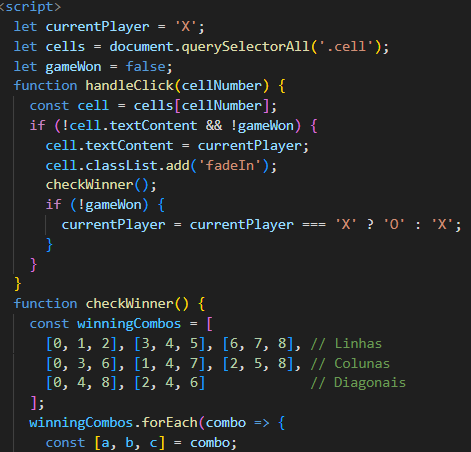 <script>
let currentPlayer = 'X';
let cells = document.querySelectorAll('.cell');
let gameWon = false;
function handleClick(cellNumber) {
const cell = cells[cellNumber];
if (!cell.textContent && !gameWon) {
cell.textContent = currentPlayer;
cell.classList.add('fadeIn');
checkWinner();
if (!gameWon) {
currentPlayer = currentPlayer === 'X' ? 'O' : 'X';
}
}
}
function checkWinner() {
const winningCombos = [
[0, 1, 2], [3, 4, 5], [6, 7, 8], // Linhas
[0, 3, 6], [1, 4, 7], [2, 5, 8], // Colunas
[0, 4, 8], [2, 4, 6] // Diagonais
];
winningCombos.forEach(combo => {
const [a, b, c] = combo;